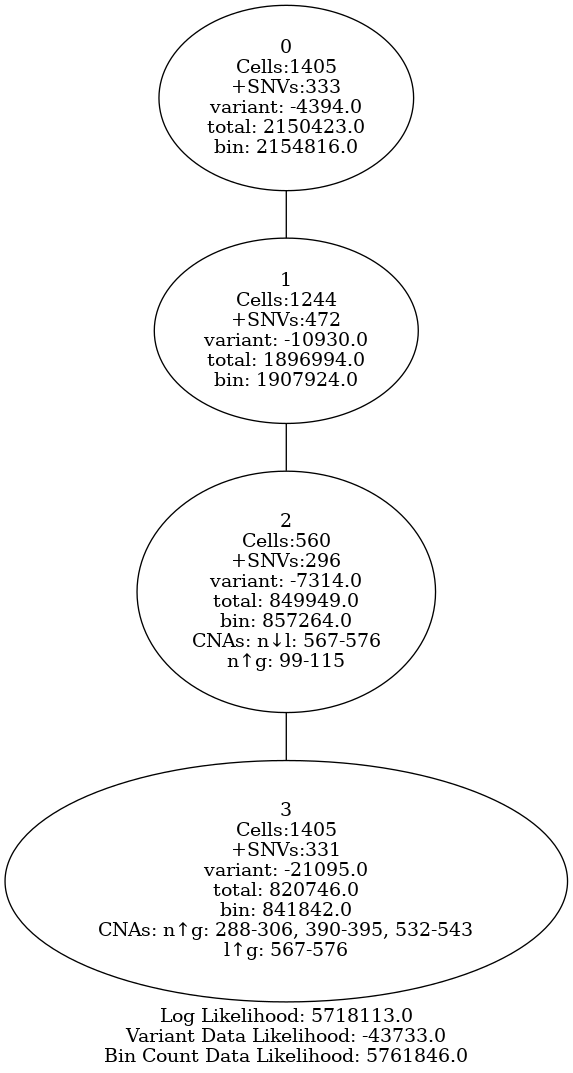 0
Cells:1405
+SNVs:333
variant: -4394.0
total: 2150423.0
bin: 2154816.0
1
Cells:1244
+SNVs:472
variant: -10930.0
total: 1896994.0
bin: 1907924.0
2
Cells:560
+SNVs:296
variant: -7314.0
total: 849949.0
bin: 857264.0
CNAs: n↓l: 567-576
n↑g: 99-115
3
Cells:1405
+SNVs:331
variant: -21095.0
total: 820746.0
bin: 841842.0
CNAs: n↑g: 288-306, 390-395, 532-543
l↑g: 567-576
Log Likelihood: 5718113.0
Variant Data Likelihood: -43733.0
Bin Count Data Likelihood: 5761846.0